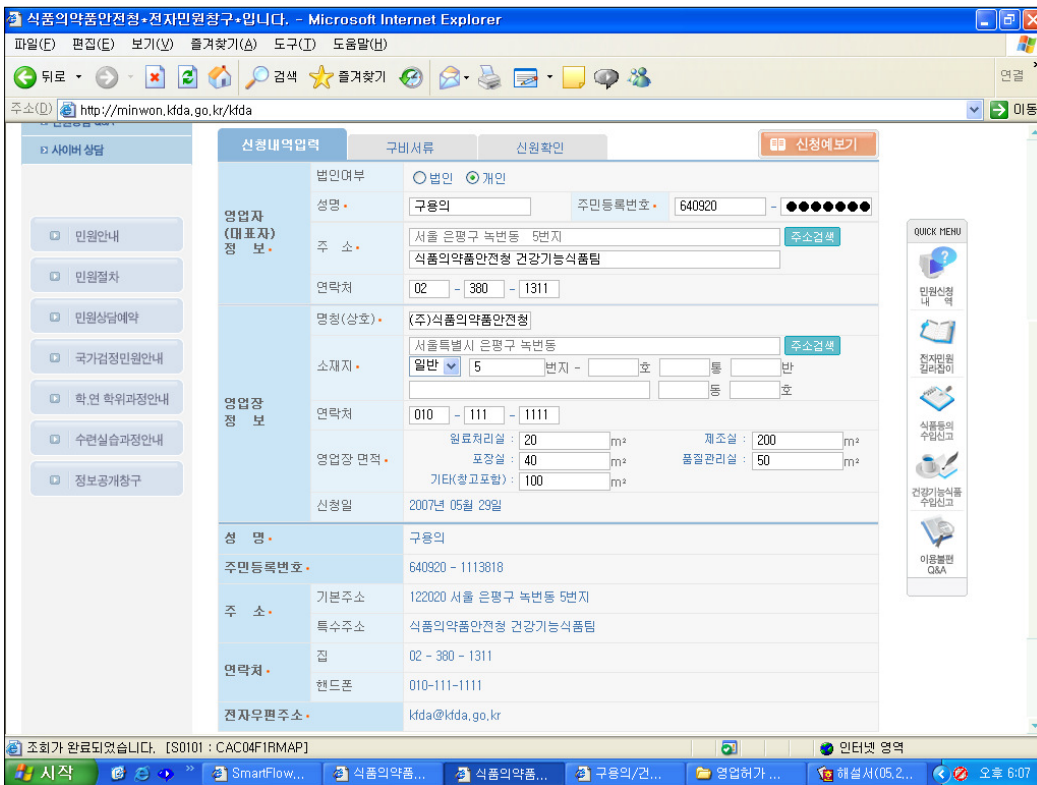 식품의약품안전청*전자민원창구*입니다. - Microsoft Internet Explorer
파일(F) 편집(E) 보기(V) 즐겨찾기(A) 도구(T) 도움말(H)
뒤로 검색 즐겨찾기 연결
주소(D) http://minwon.kfda.go.kr/kfda 이동
사이버 상담
신청내역입력 구비서류 신원확인 신청예보기
민원안내
민원절차
민원상담예약
국가검정민원안내
학.연 학위과정안내
수련실습과정안내
정보공개창구
영업자
(대표자)
정 보
법인여부 법인 개인
성명 구용의 주민등록번호 640920 - ●●●●●●●
주 소 서울 은평구 녹번동 5번지 주소검색
식품의약품안전청 건강기능식품팀
연락처 02 - 380 - 1311
영업장
정 보
명칭(상호) (주)식품의약품안전청
소재지 서울특별시 은평구 녹번동 주소검색
일반 5 번지 - 호 통 반
동 호
연락처 010 - 111 - 1111
영업장 면적 원료처리실 : 20 m² 제조실 : 200 m²
포장실 : 40 m² 품질관리실 : 50 m²
기타(창고포함) : 100 m²
신청일 2007년 05월 29일
성 명 구용의
주민등록번호 640920 - 1113818
주 소 기본주소 122020 서울 은평구 녹번동 5번지
특수주소 식품의약품안전청 건강기능식품팀
연락처 집 02 - 380 - 1311
핸드폰 010-111-1111
전자우편주소 kfda@kfda.go.kr
QUICK MENU
민원신청
내 역
전자민원
길라잡이
식품등의
수입신고
건강기능식품
수입신고
이용불편
Q&A
조회가 완료되었습니다. [S0101 : CAC04F1RMAP] 인터넷 영역
시작 SmartFlow... 식품의약품... 식품의약품... 구용의/건... 영업허가 ... 해설서(05,2... 오후 6:07